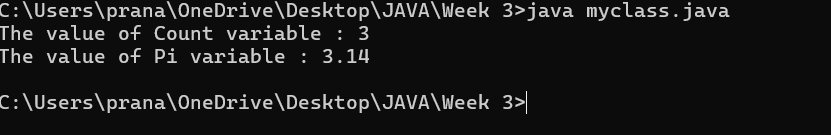 C:\Users\prana\OneDrive\Desktop\JAVA\Week 3>java myclass.java
The value of Count variable : 3
The value of Pi variable : 3.14
C:\Users\prana\OneDrive\Desktop\JAVA\Week 3>